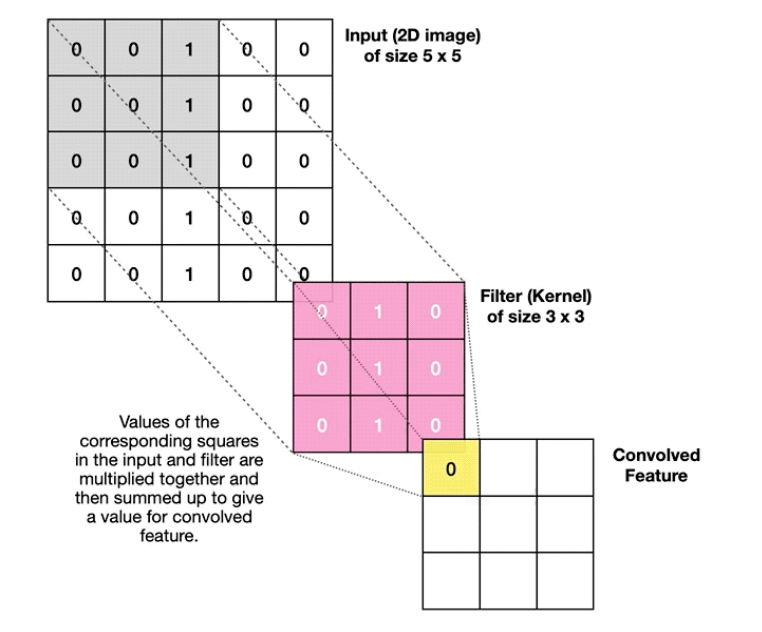 0 0 1 0 0
Input (2D image)
of size 5 x 5
0 0 1 0 0
0 0 1 0 0
0 0 1 0 0
0 0 1 0 0
0 1 0
Filter (Kernel)
of size 3 x 3
0 1 0
0 1 0
Values of the
corresponding squares
in the input and filter are
multiplied together and
then summed up to give
a value for convolved
feature.
0
Convolved
Feature